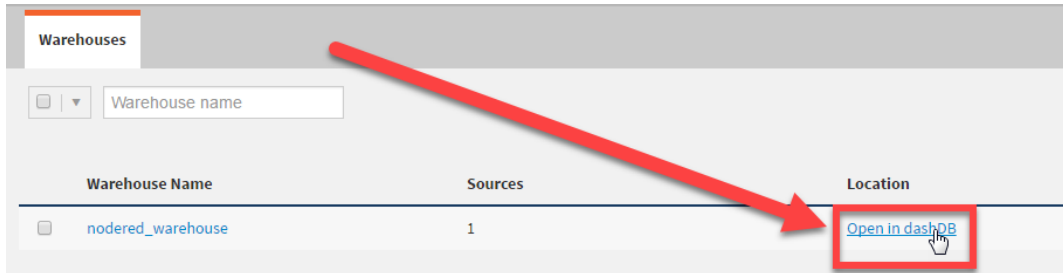 Warehouses
Warehouse name
Warehouse Name Sources Location
nodered_warehouse 1 Open in dashDB